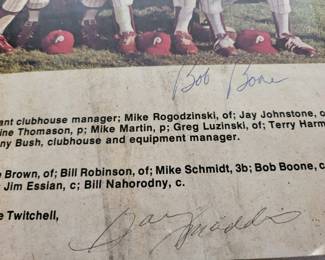 Bob Boone
ant clubhouse manager; Mike Rogodzinski, of; Jay Johnstone, o
ine Thomason, p; Mike Martin, p; Greg Luzinski, of; Terry Harm
ny Bush, clubhouse and equipment manager.
e Brown, of; Bill Robinson, of; Mike Schmidt, 3b; Bob Boone, c
Jim Essian, c; Bill Nahorodny, c.
e Twitchell,
Garry Maddox